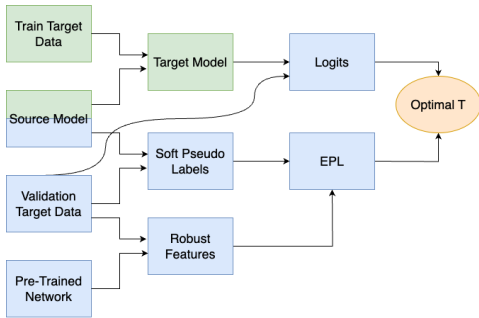 Train Target
Data
Target Model
Logits
Optimal T
Source Model
Soft Pseudo
Labels
EPL
Validation
Target Data
Robust
Features
Pre-Trained
Network